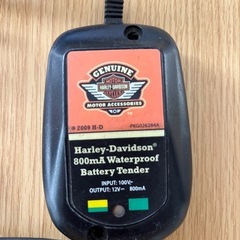 GENUINE
HARLEY-DAVIDSON
MOTOR ACCESSORIES
© 2009 H-D
Harley-Davidson®
800mA Waterproof
Battery Tender
INPUT: 100V~
OUTPUT: 12V⎓ 800mA